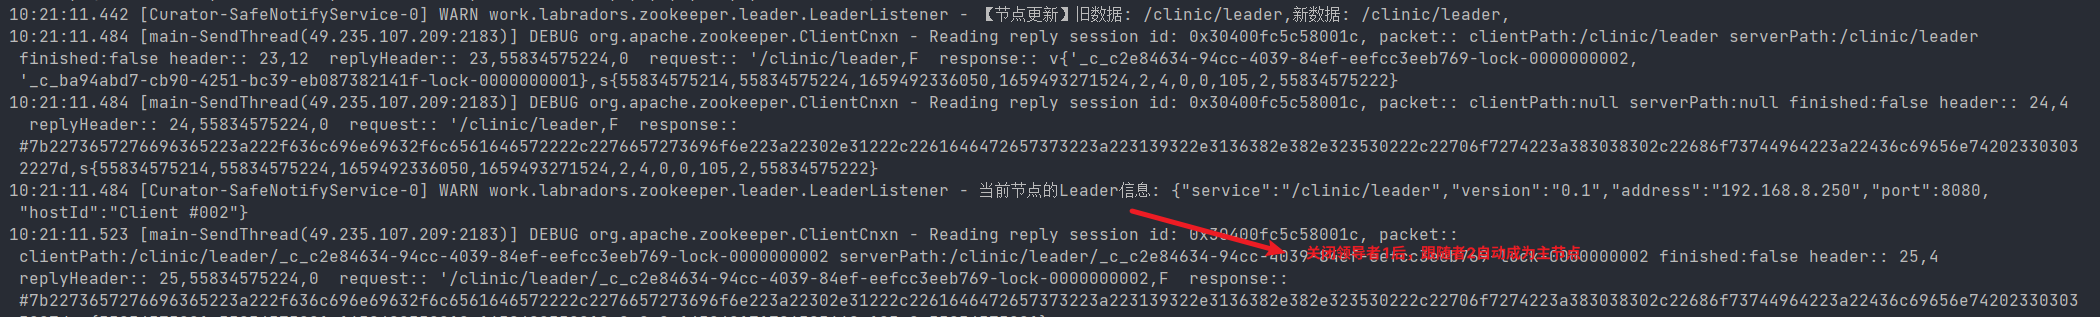 10:21:11.442 [Curator-SafeNotifyService-0] WARN work.labradors.zookeeper.leader.LeaderListener - 【节点更新】旧数据: /clinic/leader,新数据: /clinic/leader,
10:21:11.484 [main-SendThread(49.235.107.209:2183)] DEBUG org.apache.zookeeper.ClientCnxn - Reading reply session id: 0x30400fc5c58001c, packet:: clientPath:/clinic/leader serverPath:/clinic/leader
finished:false header:: 23,12  replyHeader:: 23,55834575224,0  request:: '/clinic/leader,F  response:: v{'_c_c2e84634-94cc-4039-84ef-eefcc3eeb769-lock-0000000002,
'_c_ba94abd7-cb90-4251-bc39-eb087382141f-lock-0000000001},s{55834575214,55834575224,1659492336050,1659493271524,2,4,0,0,105,2,55834575222}
10:21:11.484 [main-SendThread(49.235.107.209:2183)] DEBUG org.apache.zookeeper.ClientCnxn - Reading reply session id: 0x30400fc5c58001c, packet:: clientPath:null serverPath:null finished:false header:: 24,4
replyHeader:: 24,55834575224,0  request:: '/clinic/leader,F  response::
#7b2273657276696365223a222f636c696e69632f6c6561646572222c2276657273696f6e223a22302e31222c2261646472657373223a223139322e3136382e382e323530222c22706f7274223a383038302c22686f73744964223a22436c69656e74202330303
2227d,s{55834575214,55834575224,1659492336050,1659493271524,2,4,0,0,105,2,55834575222}
10:21:11.484 [Curator-SafeNotifyService-0] WARN work.labradors.zookeeper.leader.LeaderListener - 当前节点的Leader信息: {"service":"/clinic/leader","version":"0.1","address":"192.168.8.250","port":8080,
"hostId":"Client #002"}
10:21:11.523 [main-SendThread(49.235.107.209:2183)] DEBUG org.apache.zookeeper.ClientCnxn - Reading reply session id: 0x30400fc5c58001c, packet::
clientPath:/clinic/leader/_c_c2e84634-94cc-4039-84ef-eefcc3eeb769-lock-0000000002 serverPath:/clinic/leader/_c_c2e84634-94cc-4039-84ef-eefcc3eeb769-lock-0000000002 finished:false header:: 25,4
关闭领导者1后，跟随者2自动成为主节点
replyHeader:: 25,55834575224,0  request:: '/clinic/leader/_c_c2e84634-94cc-4039-84ef-eefcc3eeb769-lock-0000000002,F  response::
#7b2273657276696365223a222f636c696e69632f6c6561646572222c2276657273696f6e223a22302e31222c2261646472657373223a223139322e3136382e382e323530222c22706f7274223a383038302c22686f73744964223a22436c69656e74202330303